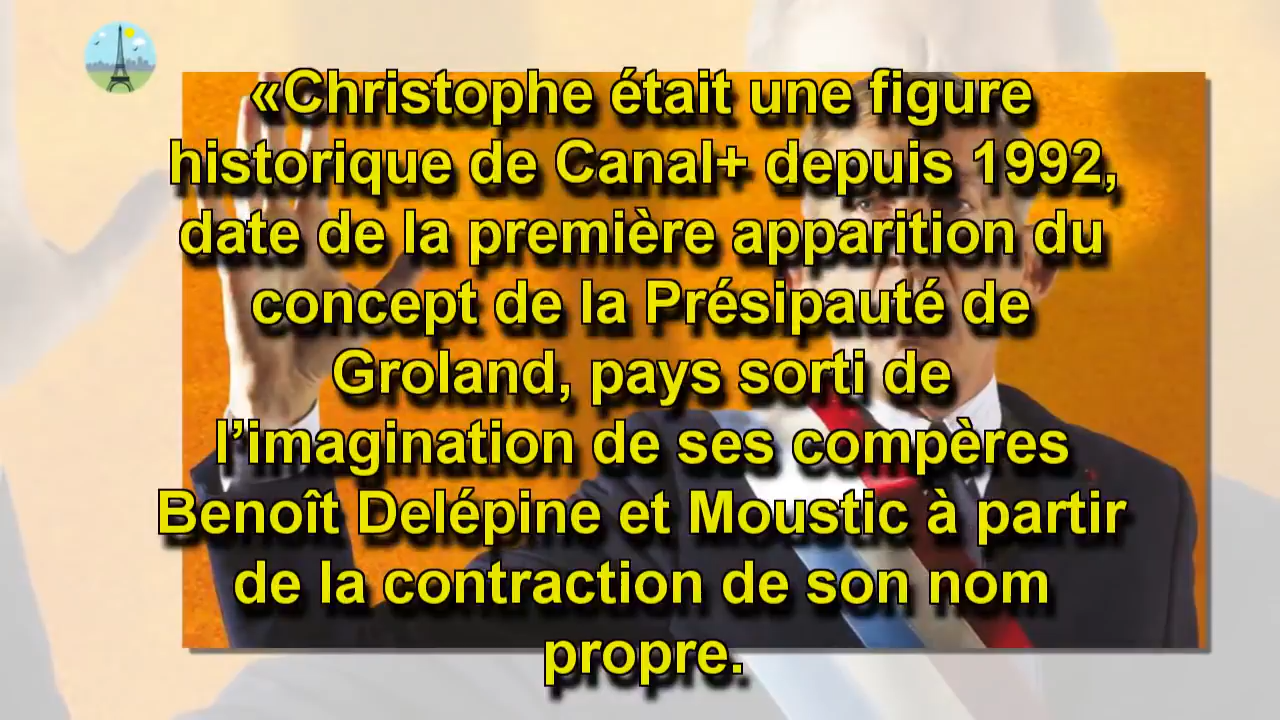 «Christophe était une figure
historique de Canal+ depuis 1992,
date de la première apparition du
concept de la Présipauté de
Groland, pays sorti de
l’imagination de ses compères
Benoît Delépine et Moustic à partir
de la contraction de son nom
propre.